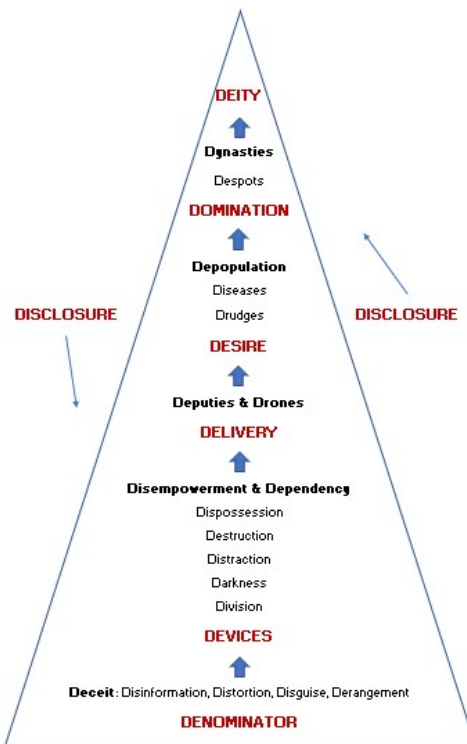 DEITY
Dynasties
Despots
DOMINATION
Depopulation
Diseases
DISCLOSURE
DISCLOSURE
Drudges
DESIRE
Deputies & Drones
DELIVERY
Disempowerment & Dependency
Dispossession
Destruction
Distraction
Darkness
Division
DEVICES
Deceit: Disinformation, Distortion, Disguise, Derangement
DENOMINATOR